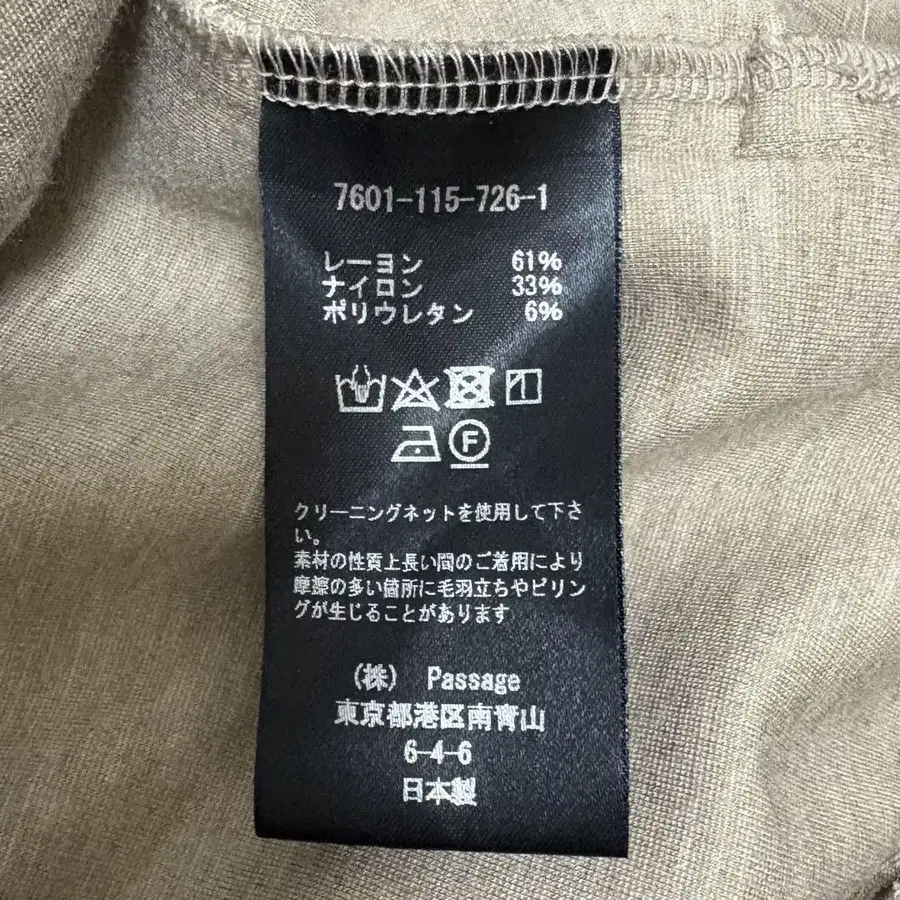 7601-115-726-1
レーヨン 61%
ナイロン 33%
ポリウレタン 6%
F
クリーニングネットを使用して下さ
い。
素材の性質上長い間のご着用により
摩擦の多い箇所に毛羽立ちやピリン
グが生じることがあります
(株) Passage
東京都港区南青山
6-4-6
日本製